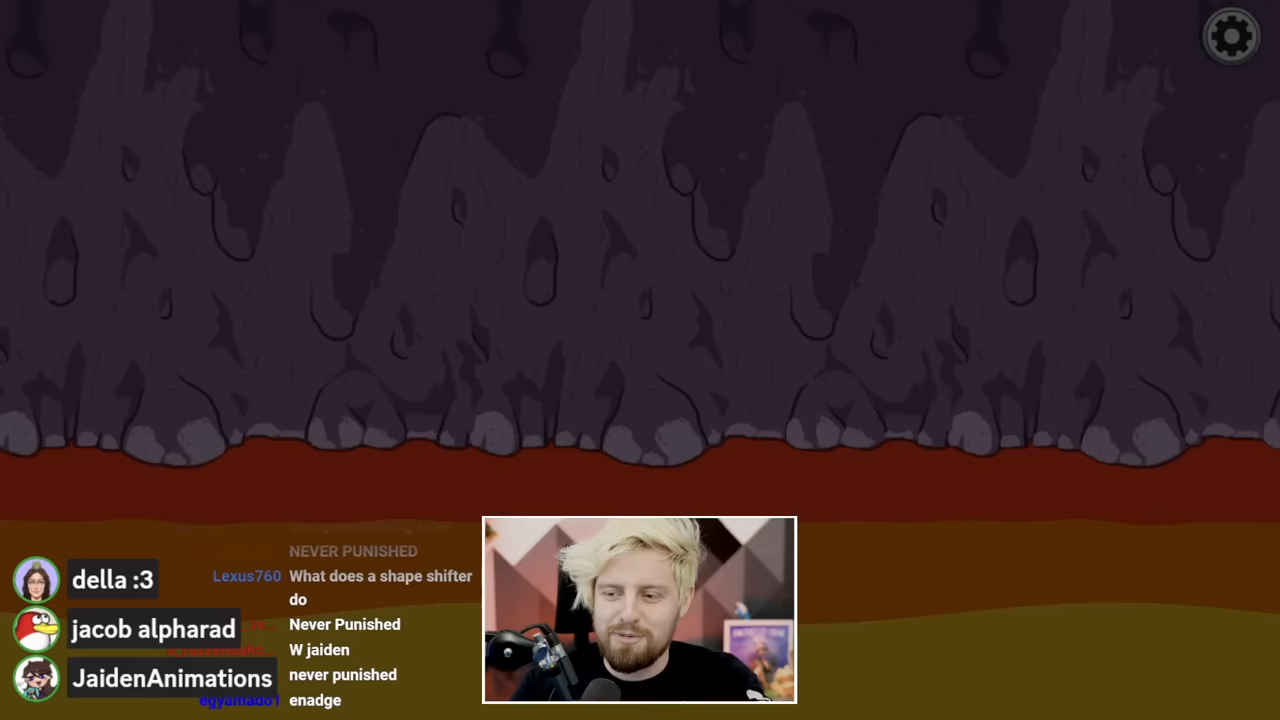 NEVER PUNISHED
Lexus760 What does a shape shifter
do
Never Punished
W jaiden
never punished
egyamado1 enadge
della :3
jacob alpharad
JaidenAnimations